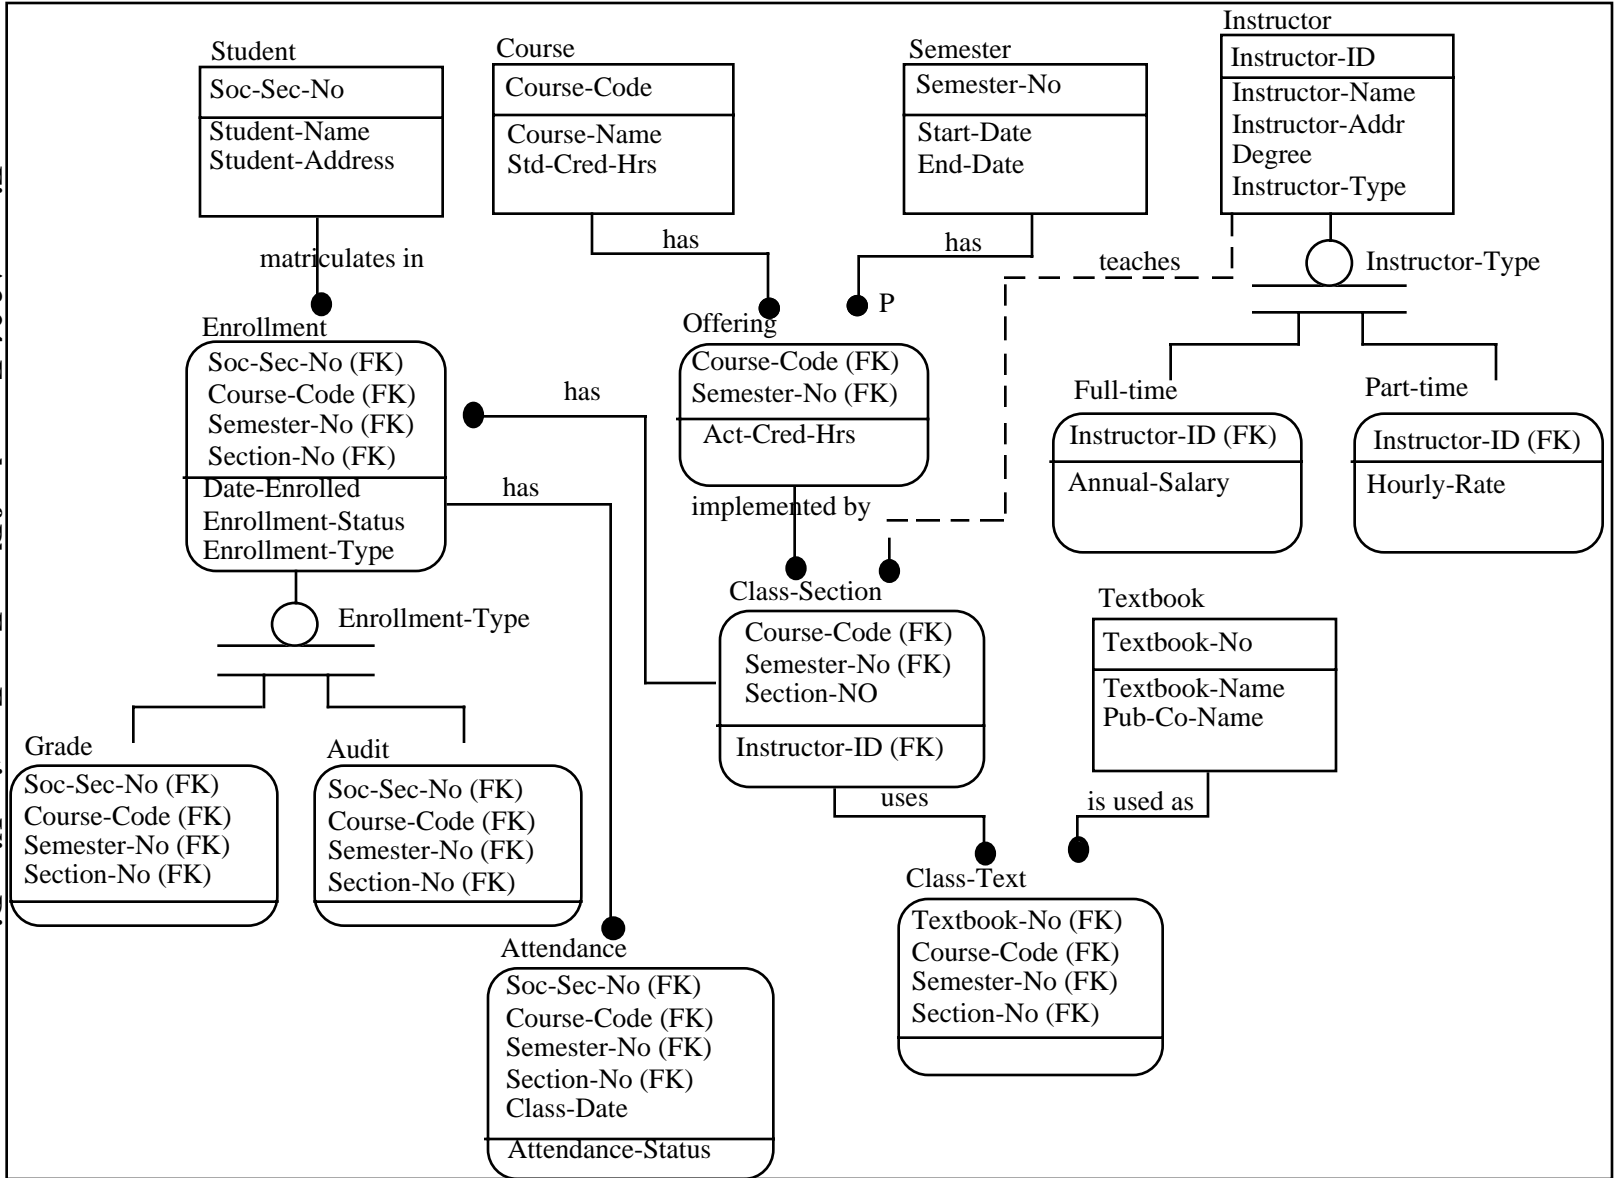 Student
Soc-Sec-No
Student-Name
Student-Address
Course
Course-Code
Course-Name
Std-Cred-Hrs
Semester
Semester-No
Start-Date
End-Date
Instructor
Instructor-ID
Instructor-Name
Instructor-Addr
Degree
Instructor-Type
matriculates in
has
has
teaches
Instructor-Type
P
Enrollment
Soc-Sec-No (FK)
Course-Code (FK)
Semester-No (FK)
Section-No (FK)
Date-Enrolled
Enrollment-Status
Enrollment-Type
has
has
Offering
Course-Code (FK)
Semester-No (FK)
Act-Cred-Hrs
implemented by
Full-time
Instructor-ID (FK)
Annual-Salary
Part-time
Instructor-ID (FK)
Hourly-Rate
Enrollment-Type
Class-Section
Course-Code (FK)
Semester-No (FK)
Section-NO
Instructor-ID (FK)
Textbook
Textbook-No
Textbook-Name
Pub-Co-Name
uses
is used as
Grade
Soc-Sec-No (FK)
Course-Code (FK)
Semester-No (FK)
Section-No (FK)
Audit
Soc-Sec-No (FK)
Course-Code (FK)
Semester-No (FK)
Section-No (FK)
Attendance
Soc-Sec-No (FK)
Course-Code (FK)
Semester-No (FK)
Section-No (FK)
Class-Date
Attendance-Status
Class-Text
Textbook-No (FK)
Course-Code (FK)
Semester-No (FK)
Section-No (FK)